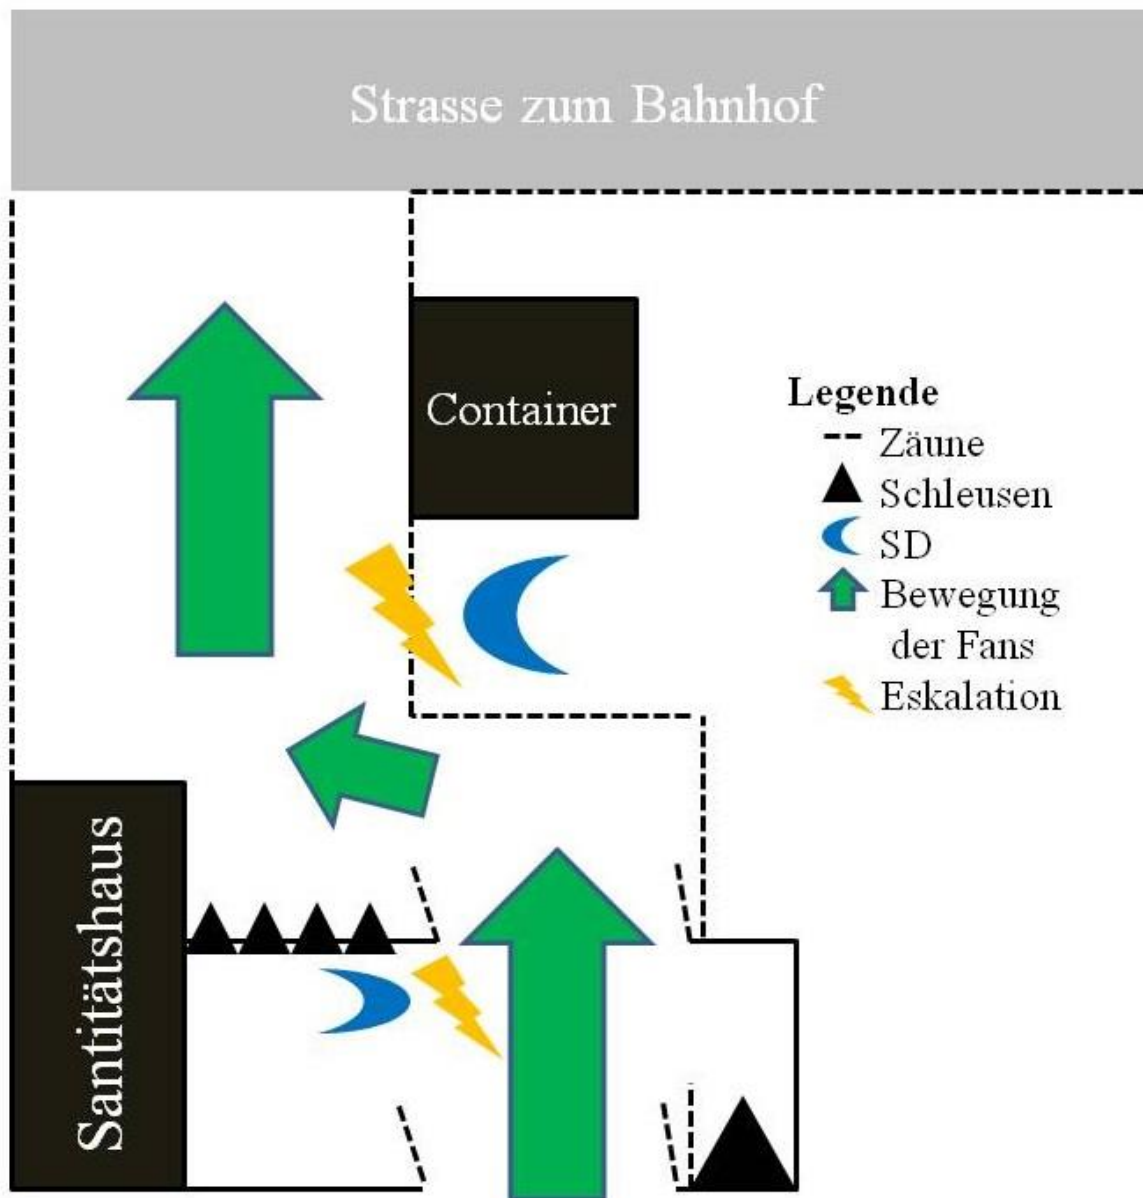 Strasse zum Bahnhof
Container
Legende
Zäune
Schleusen
SD
Bewegung
der Fans
Eskalation
Santitätshaus